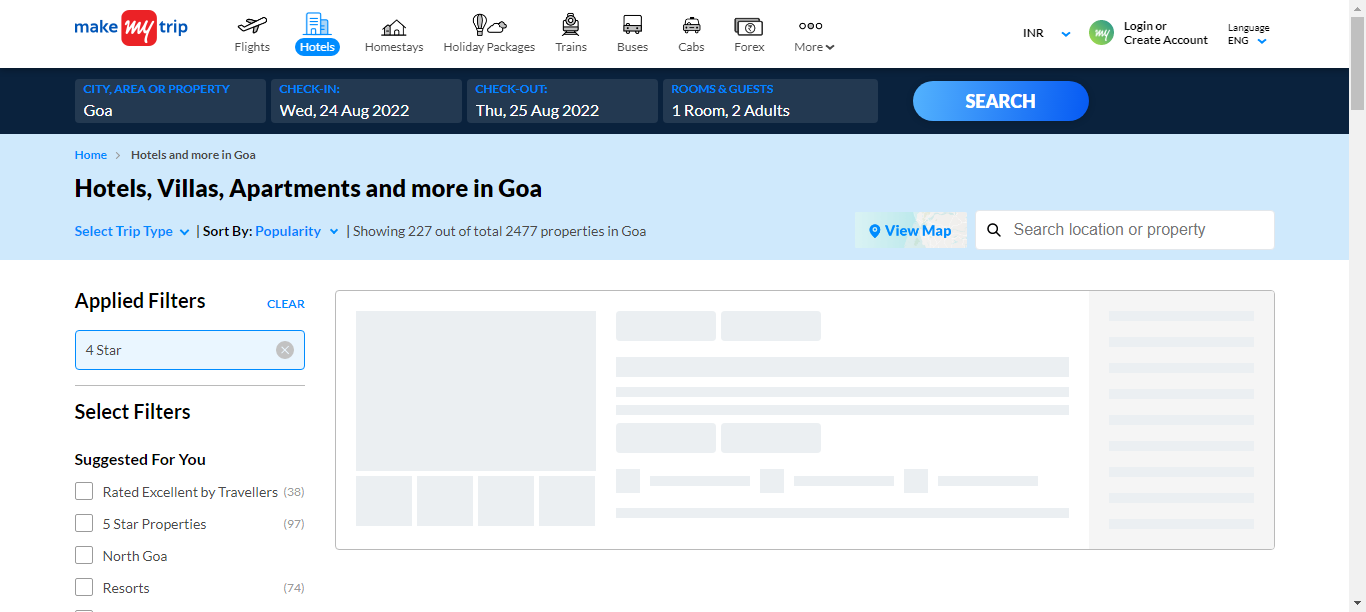 make my trip
Flights
Hotels
Homestays
Holiday Packages
Trains
Buses
Cabs
Forex
More
INR
my
Login or
Create Account
Language
ENG
CITY, AREA OR PROPERTY
Goa
CHECK-IN:
Wed, 24 Aug 2022
CHECK-OUT:
Thu, 25 Aug 2022
ROOMS & GUESTS
1 Room, 2 Adults
SEARCH
Home > Hotels and more in Goa
Hotels, Villas, Apartments and more in Goa
Select Trip Type | Sort By: Popularity | Showing 227 out of total 2477 properties in Goa
View Map
Search location or property
Applied Filters
CLEAR
4 Star
Select Filters
Suggested For You
Rated Excellent by Travellers (38)
5 Star Properties (97)
North Goa
Resorts (74)